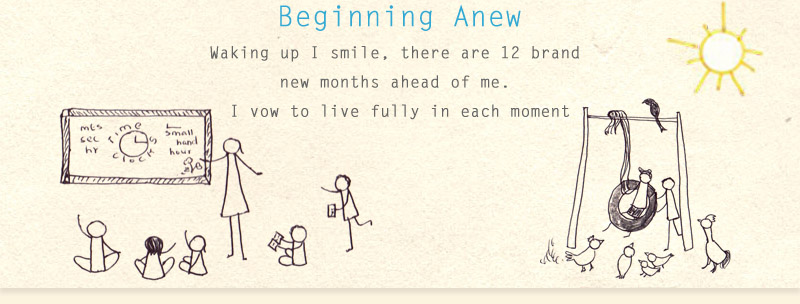 Beginning Anew
Waking up I smile, there are 12 brand
new months ahead of me.
I vow to live fully in each moment
mts
sec
hr
Time
clocks
small
hand
hour